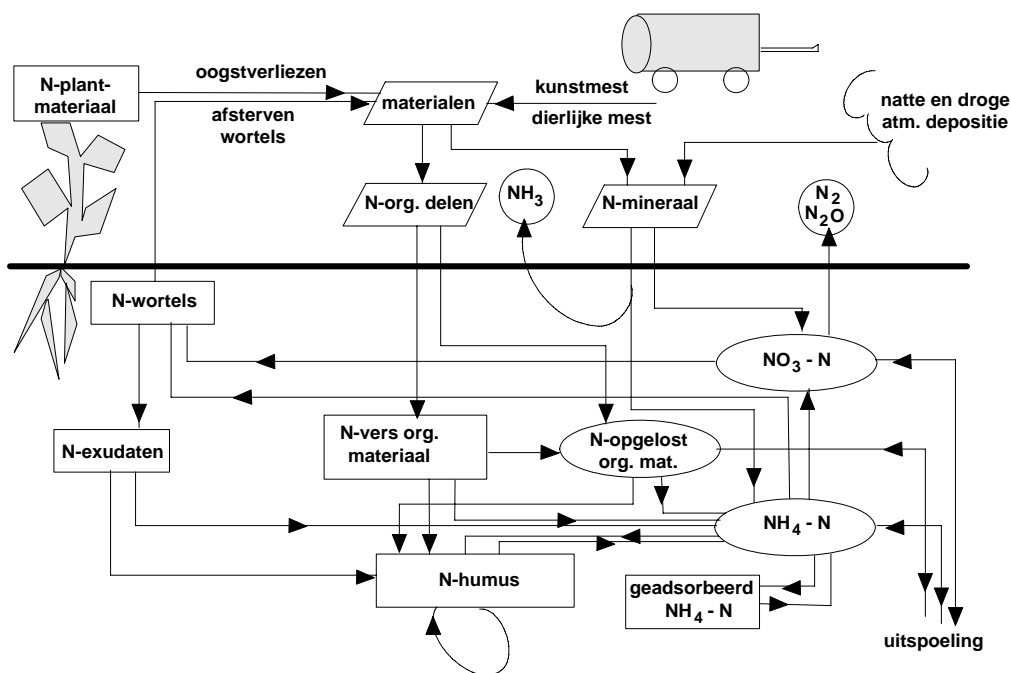 N-plant-
materiaal
oogstverliezen
afsterven
wortels
materialen
kunstmest
dierlijke mest
natte en droge
atm. depositie
N-org. delen
NH₃
N-mineraal
N₂
N₂O
N-wortels
NO₃ - N
N-exudaten
N-vers org.
materiaal
N-opgelost
org. mat.
NH₄ - N
N-humus
geadsorbeerd
NH₄ - N
uitspoeling